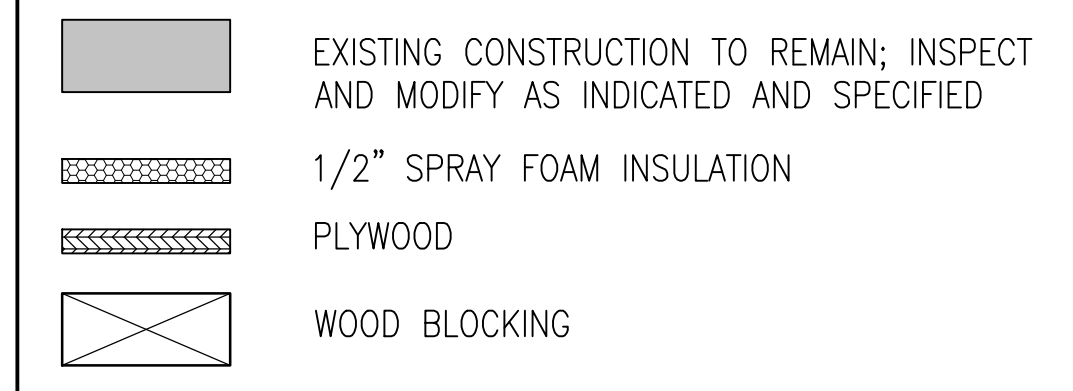 EXISTING CONSTRUCTION TO REMAIN; INSPECT
AND MODIFY AS INDICATED AND SPECIFIED
1/2” SPRAY FOAM INSULATION
PLYWOOD
WOOD BLOCKING